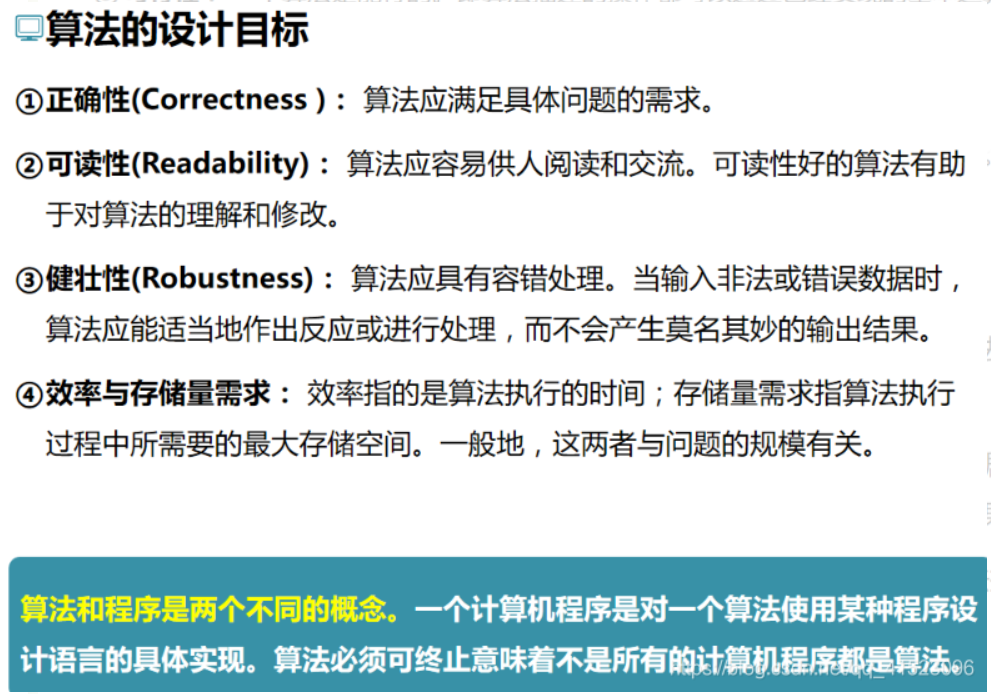 算法的设计目标
①正确性(Correctness )： 算法应满足具体问题的需求。
②可读性(Readability)： 算法应容易供人阅读和交流。可读性好的算法有助
于对算法的理解和修改。
③健壮性(Robustness)： 算法应具有容错处理。当输入非法或错误数据时，
算法应能适当地作出反应或进行处理，而不会产生莫名其妙的输出结果。
④效率与存储量需求： 效率指的是算法执行的时间；存储量需求指算法执行
过程中所需要的最大存储空间。一般地，这两者与问题的规模有关。
算法和程序是两个不同的概念。一个计算机程序是对一个算法使用某种程序设
计语言的具体实现。算法必须可终止意味着不是所有的计算机程序都是算法。